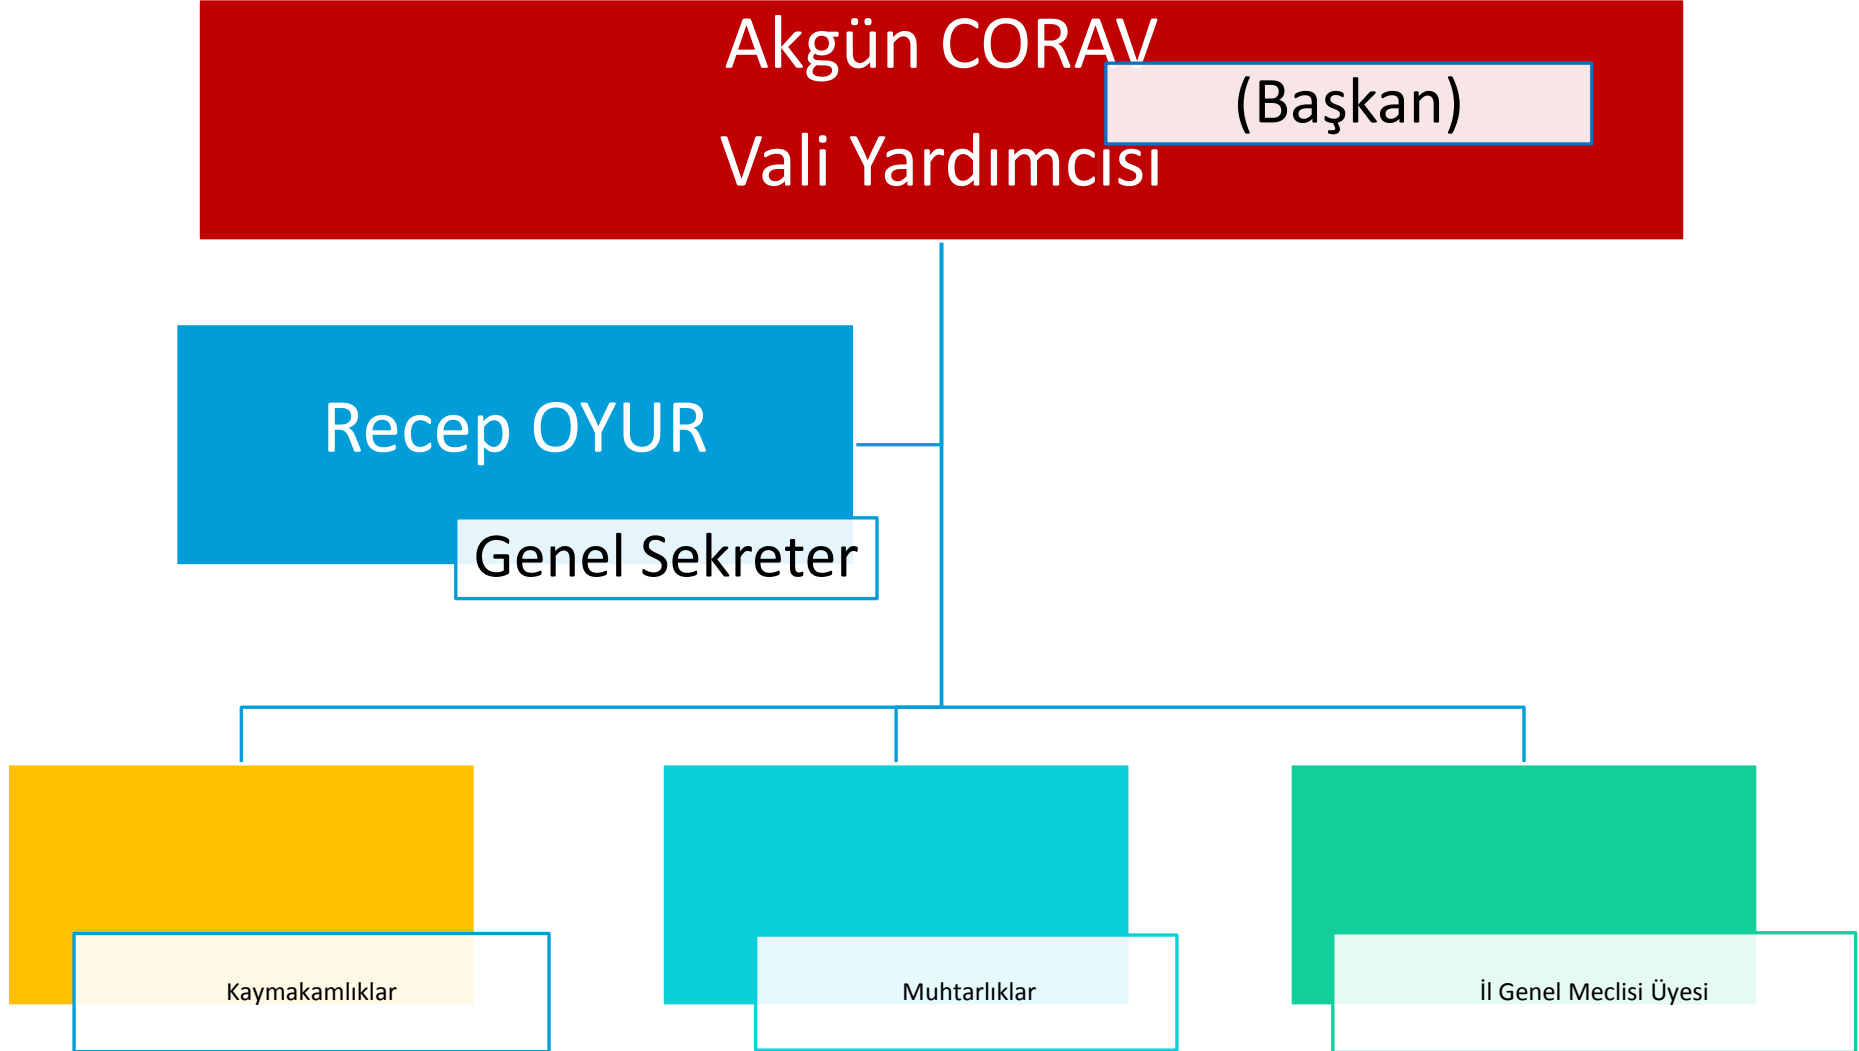 Akgün CORAV
(Başkan)
Vali Yardımcısı
Recep OYUR
Genel Sekreter
Kaymakamlıklar
Muhtarlıklar
İl Genel Meclisi Üyesi